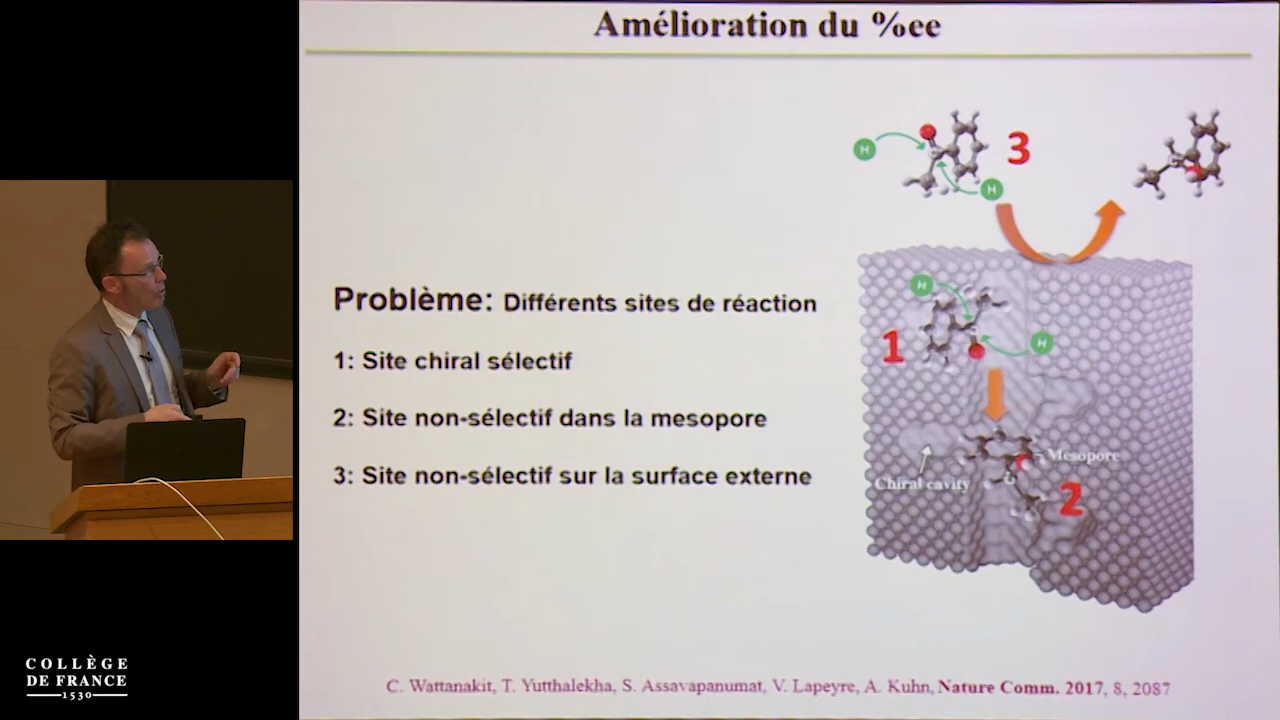 Amélioration du %ee
3
H
H
Problème: Différents sites de réaction
1: Site chiral sélectif
2: Site non-sélectif dans la mesopore
3: Site non-sélectif sur la surface externe
H
H
1
Mesopore
Chiral cavity
2
C. Wattanakit, T. Yutthalekha, S. Assavapanumat, V. Lapeyre, A. Kuhn, Nature Comm. 2017, 8, 2087
COLLÈGE
DE FRANCE
1530